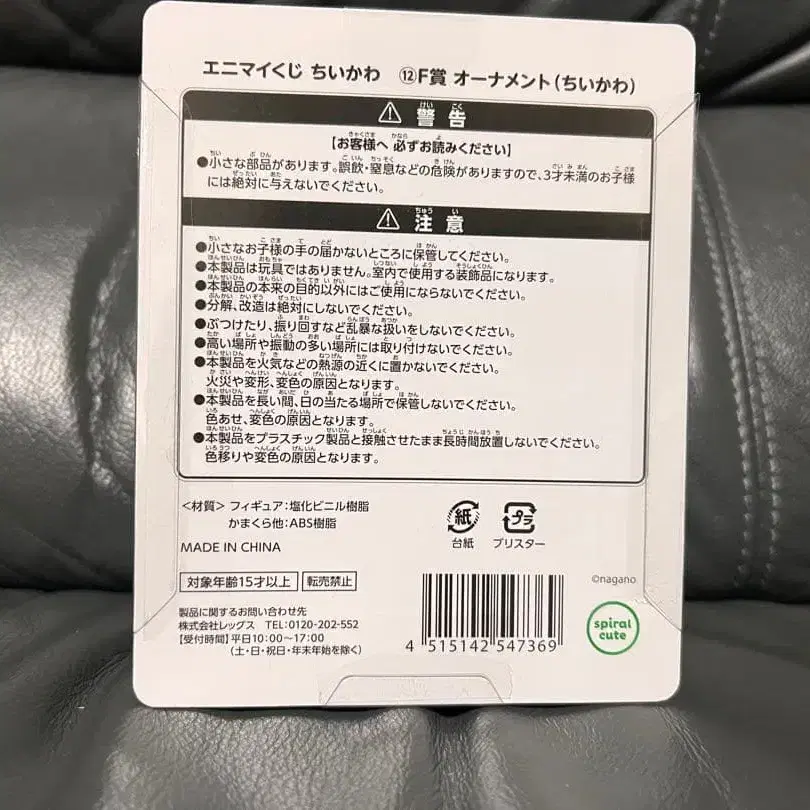 エニマイくじ ちいかわ ⑫F賞 オーナメント(ちいかわ)
警告
【お客様へ 必ずお読みください】
●小さな部品があります。誤飲・窒息などの危険がありますので、3才未満のお子様
には絶対に与えないでください。
注意
●小さなお子様の手の届かないところに保管してください。
●本製品は玩具ではありません。室内で使用する装飾品になります。
●本製品の本来の目的以外にはご使用にならないでください。
●分解、改造は絶対にしないでください。
●ぶつけたり、振り回すなど乱暴な扱いをしないでください。
●高い場所や振動の多い場所には取り付けないでください。
●本製品を火気などの熱源の近くに置かないでください。
火災や変形、変色の原因となります。
●本製品を長い間、日の当たる場所で保管しないでください。
色あせ、変色の原因となります。
●本製品をプラスチック製品と接触させたまま長時間放置しないでください。
色移りや変色の原因となります。
<材質> フィギュア:塩化ビニル樹脂
かまくら他:ABS樹脂
MADE IN CHINA
紙
台紙
プラ
ブリスター
対象年齢15才以上
転売禁止
©nagano
製品に関するお問い合わせ先
株式会社レッグス TEL:0120-202-552
【受付時間】平日10:00〜17:00
(土・日・祝日・年末年始を除く)
4 515142 547369
spiral
cute